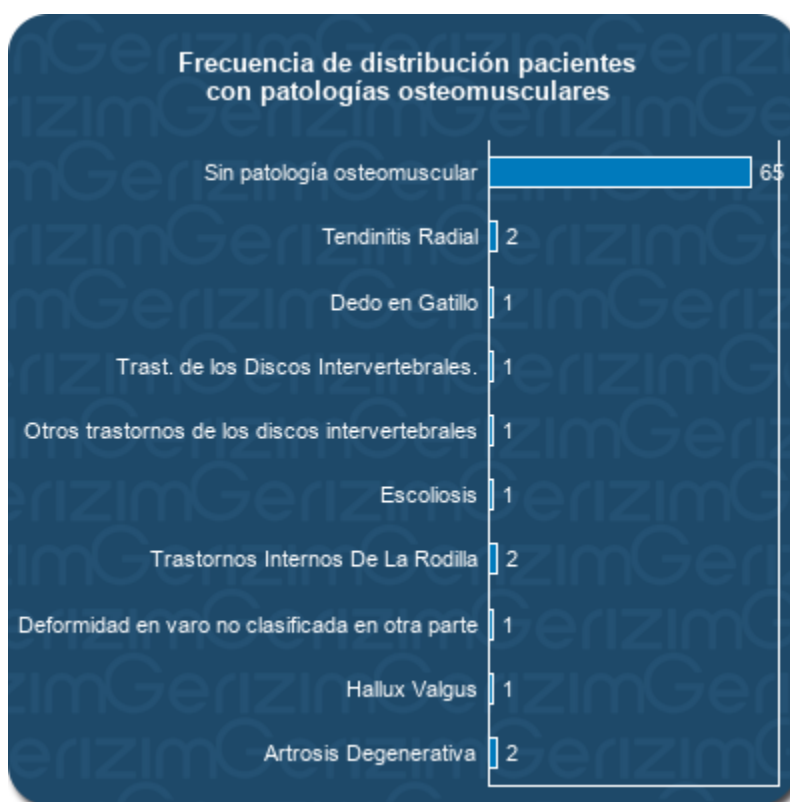 Frecuencia de distribución pacientes
con patologías osteomusculares
Sin patología osteomuscular 65
Tendinitis Radial 2
Dedo en Gatillo 1
Trast. de los Discos Intervertebrales. 1
Otros trastornos de los discos intervertebrales 1
Escoliosis 1
Trastornos Internos De La Rodilla 2
Deformidad en varo no clasificada en otra parte 1
Hallux Valgus 1
Artrosis Degenerativa 2